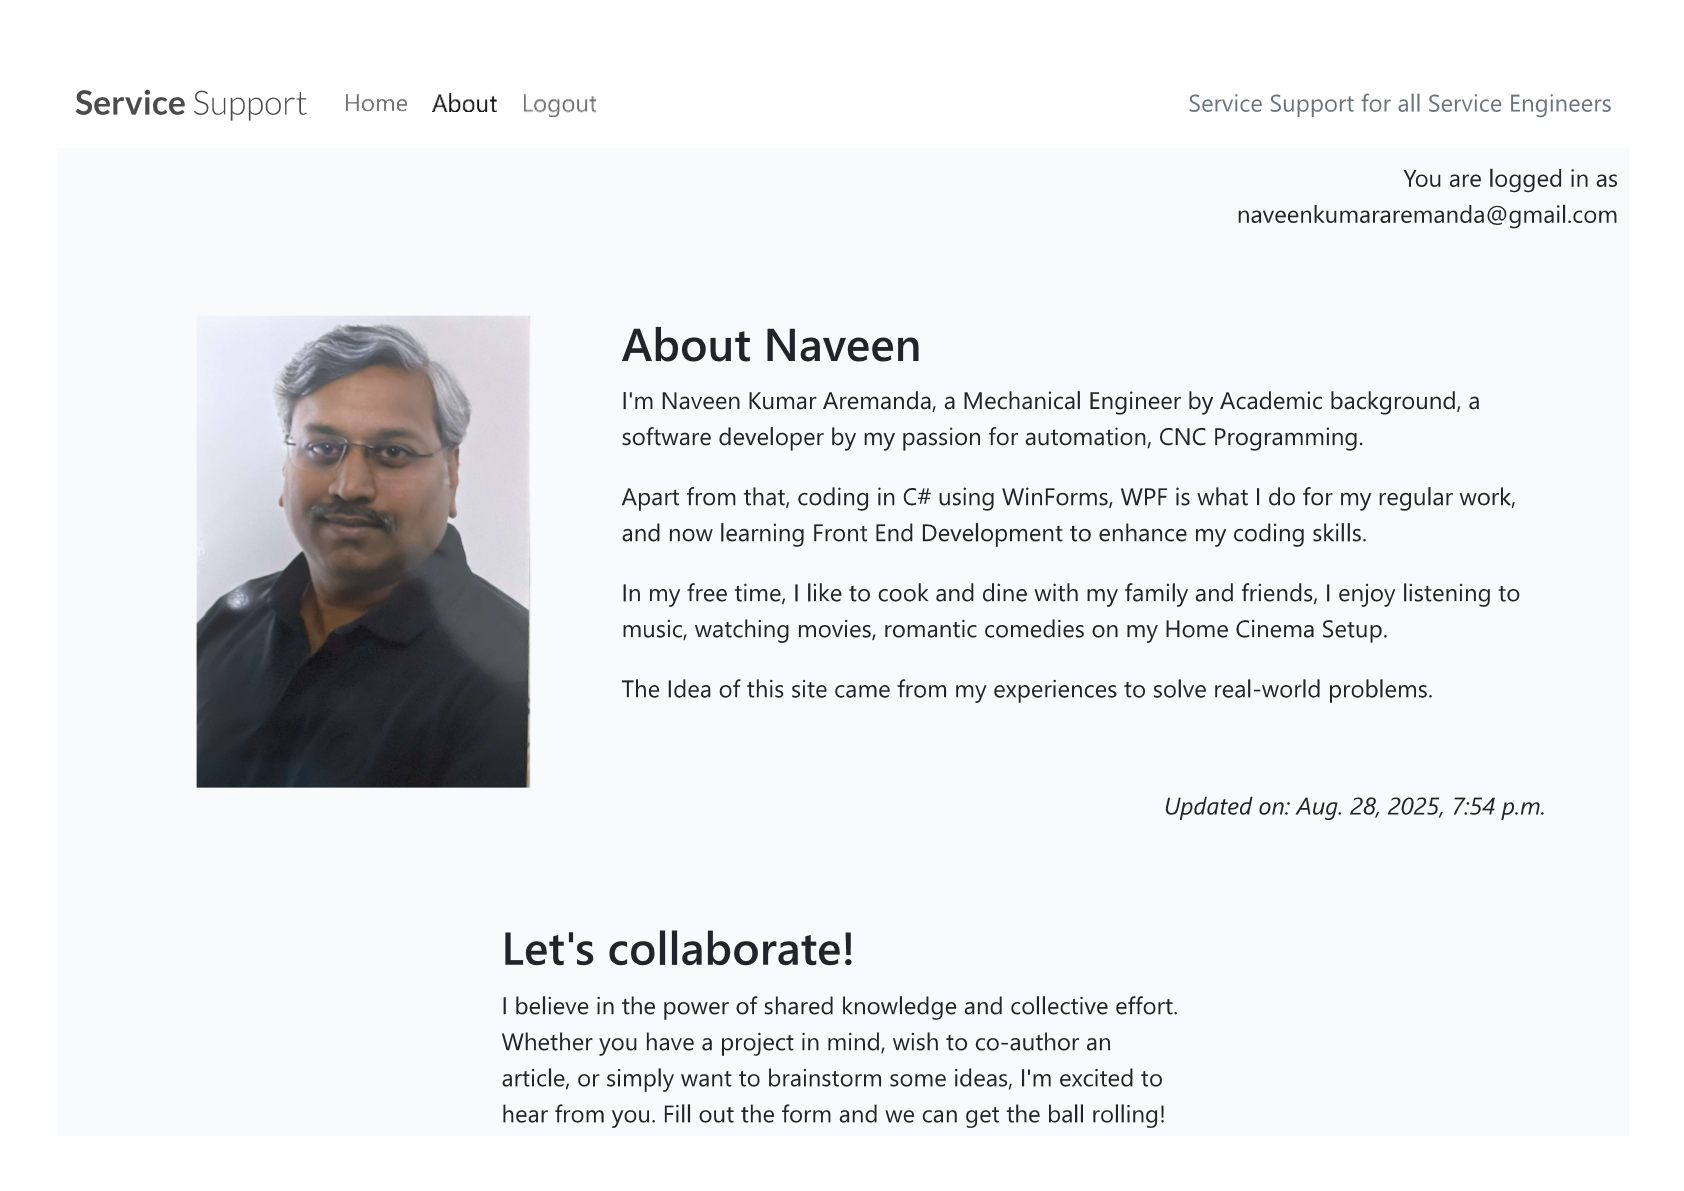 Service Support Home About Logout Service Support for all Service Engineers
You are logged in as
naveenkumararemanda@gmail.com
About Naveen
I'm Naveen Kumar Aremanda, a Mechanical Engineer by Academic background, a
software developer by my passion for automation, CNC Programming.
Apart from that, coding in C# using WinForms, WPF is what I do for my regular work,
and now learning Front End Development to enhance my coding skills.
In my free time, I like to cook and dine with my family and friends, I enjoy listening to
music, watching movies, romantic comedies on my Home Cinema Setup.
The Idea of this site came from my experiences to solve real-world problems.
Updated on: Aug. 28, 2025, 7:54 p.m.
Let's collaborate!
I believe in the power of shared knowledge and collective effort.
Whether you have a project in mind, wish to co-author an
article, or simply want to brainstorm some ideas, I'm excited to
hear from you. Fill out the form and we can get the ball rolling!